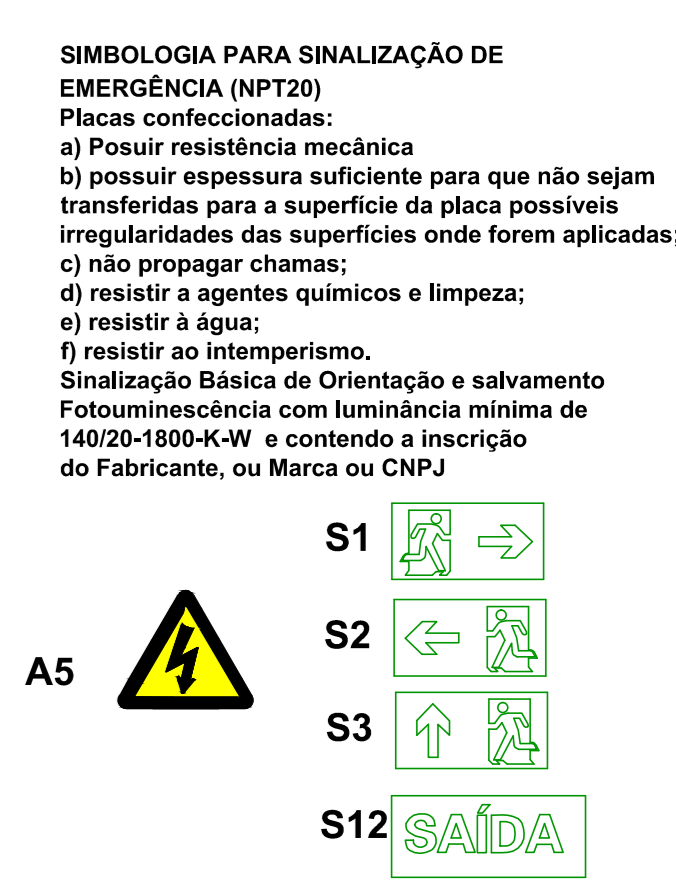 SIMBOLOGIA PARA SINALIZAÇÃO DE
EMERGÊNCIA (NPT20)
Placas confeccionadas:
a) Posuir resistência mecânica
b) possuir espessura suficiente para que não sejam
transferidas para a superfície da placa possíveis
irregularidades das superfícies onde forem aplicadas;
c) não propagar chamas;
d) resistir a agentes químicos e limpeza;
e) resistir à água;
f) resistir ao intemperismo.
Sinalização Básica de Orientação e salvamento
Fotouminescência com luminância mínima de
140/20-1800-K-W e contendo a inscrição
do Fabricante, ou Marca ou CNPJ
S1
S2
A5
S3
S12 SAÍDA